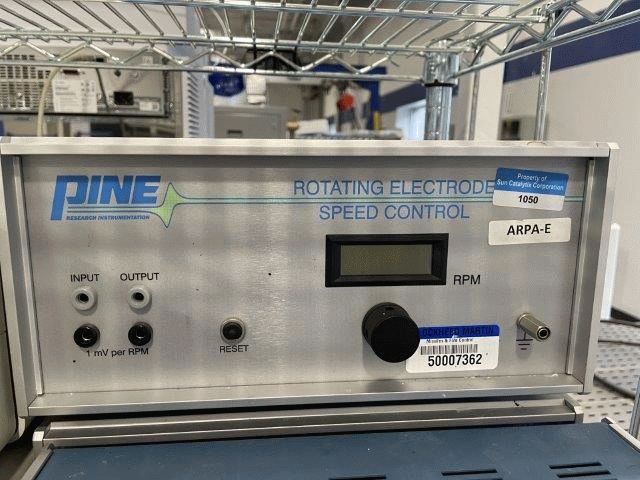 PINE
RESEARCH INSTRUMENTATION
ROTATING ELECTRODE
SPEED CONTROL
Property of
Sun Catalytix Corporation
1050
ARPA-E
RPM
INPUT OUTPUT
1 mV per RPM
RESET
LOCKHEED MARTIN
Missiles & Fire Control
50007362